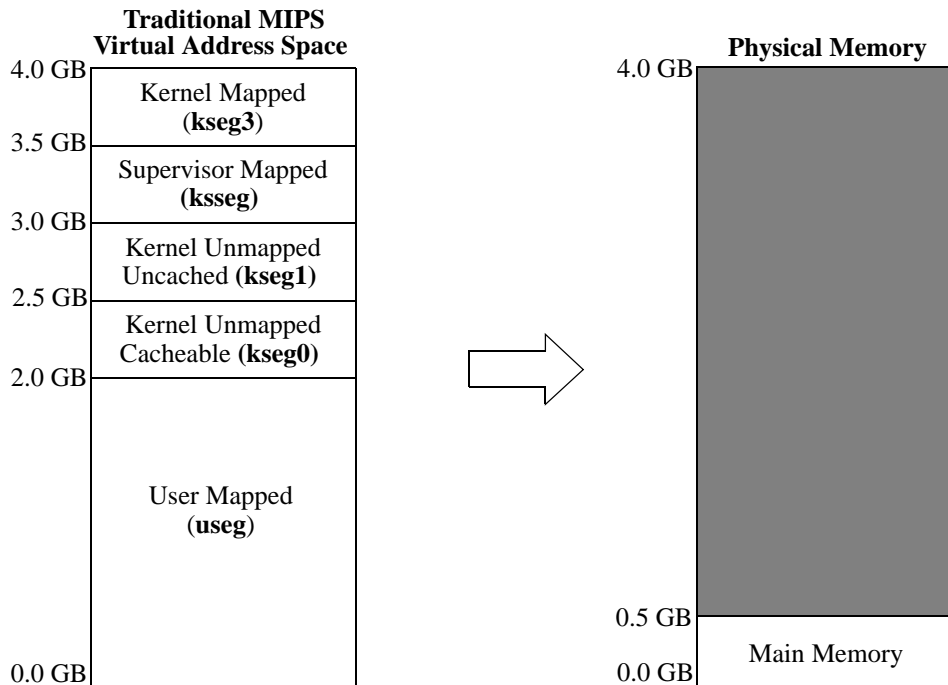 Traditional MIPS
Virtual Address Space
4.0 GB
Kernel Mapped
(kseg3)
3.5 GB
Supervisor Mapped
(ksseg)
3.0 GB
Kernel Unmapped
Uncached (kseg1)
2.5 GB
Kernel Unmapped
Cacheable (kseg0)
2.0 GB
User Mapped
(useg)
0.0 GB
Physical Memory
4.0 GB
0.5 GB
Main Memory
0.0 GB